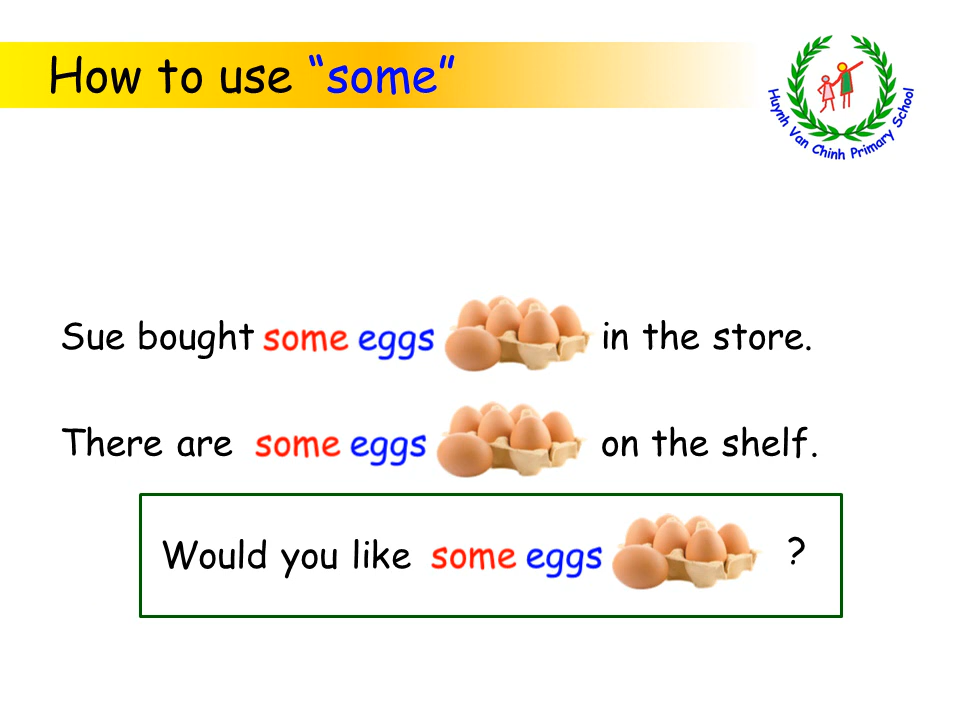 How to use “some”
Huynh Van Chinh Primary School
Sue bought some eggs in the store.
There are some eggs on the shelf.
Would you like some eggs ?